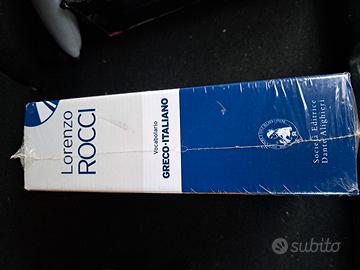 Lorenzo
ROCCI
Vocabolario
GRECO-ITALIANO
Società Editrice
Dante Alighieri
subito